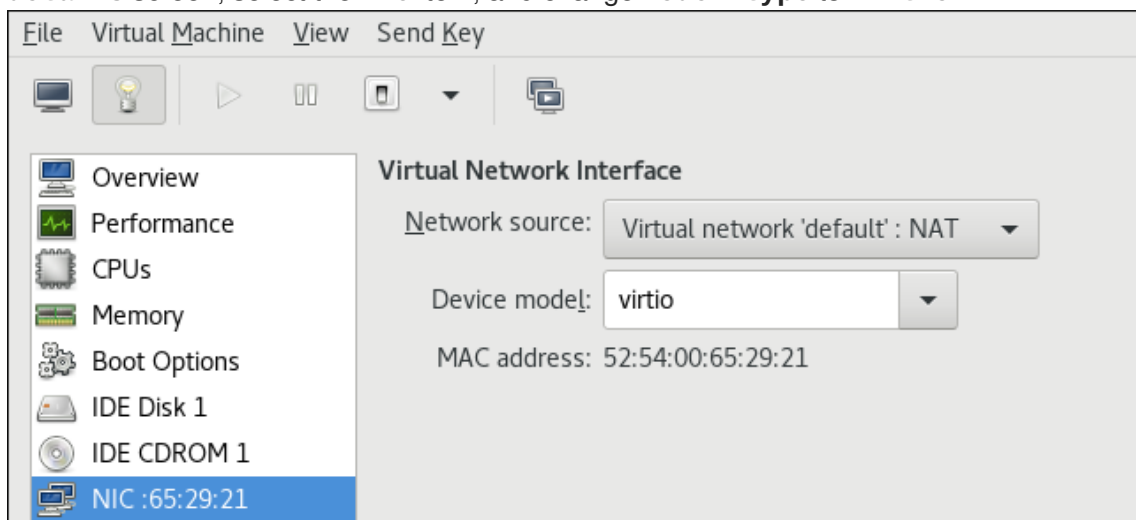 File Virtual Machine View Send Key
Overview
Performance
CPUs
Memory
Boot Options
IDE Disk 1
IDE CDROM 1
NIC :65:29:21
Virtual Network Interface
Network source: Virtual network 'default' : NAT
Device model: virtio
MAC address: 52:54:00:65:29:21